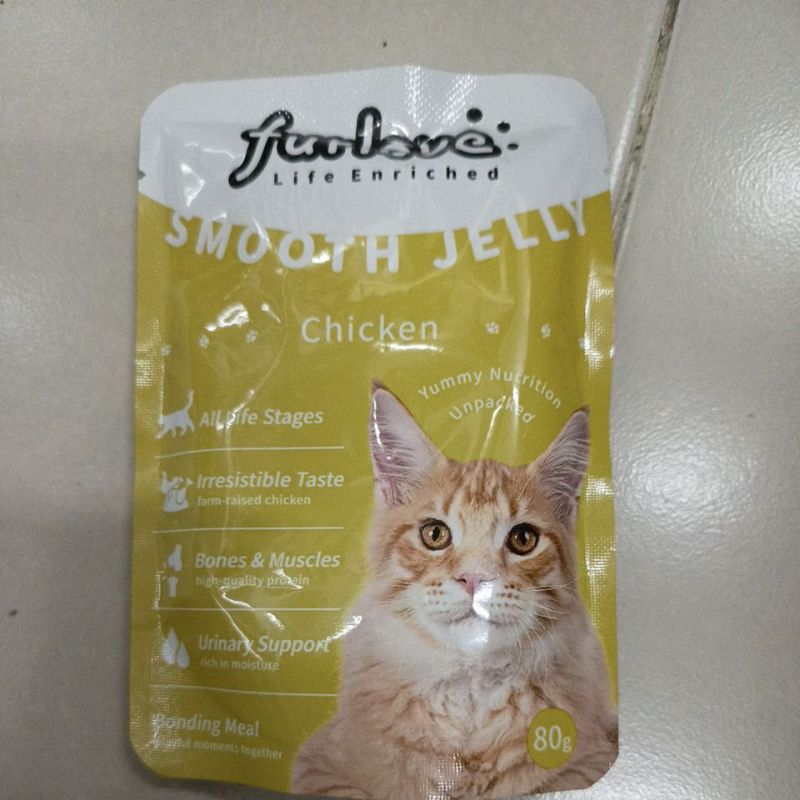 furlove
Life Enriched
SMOOTH JELLY
Chicken
Yummy Nutrition
Unpacked
All Life Stages
Irresistible Taste
farm-raised chicken
Bones & Muscles
high-quality protein
Urinary Support
rich in moisture
Bonding Meal
moments together
80g